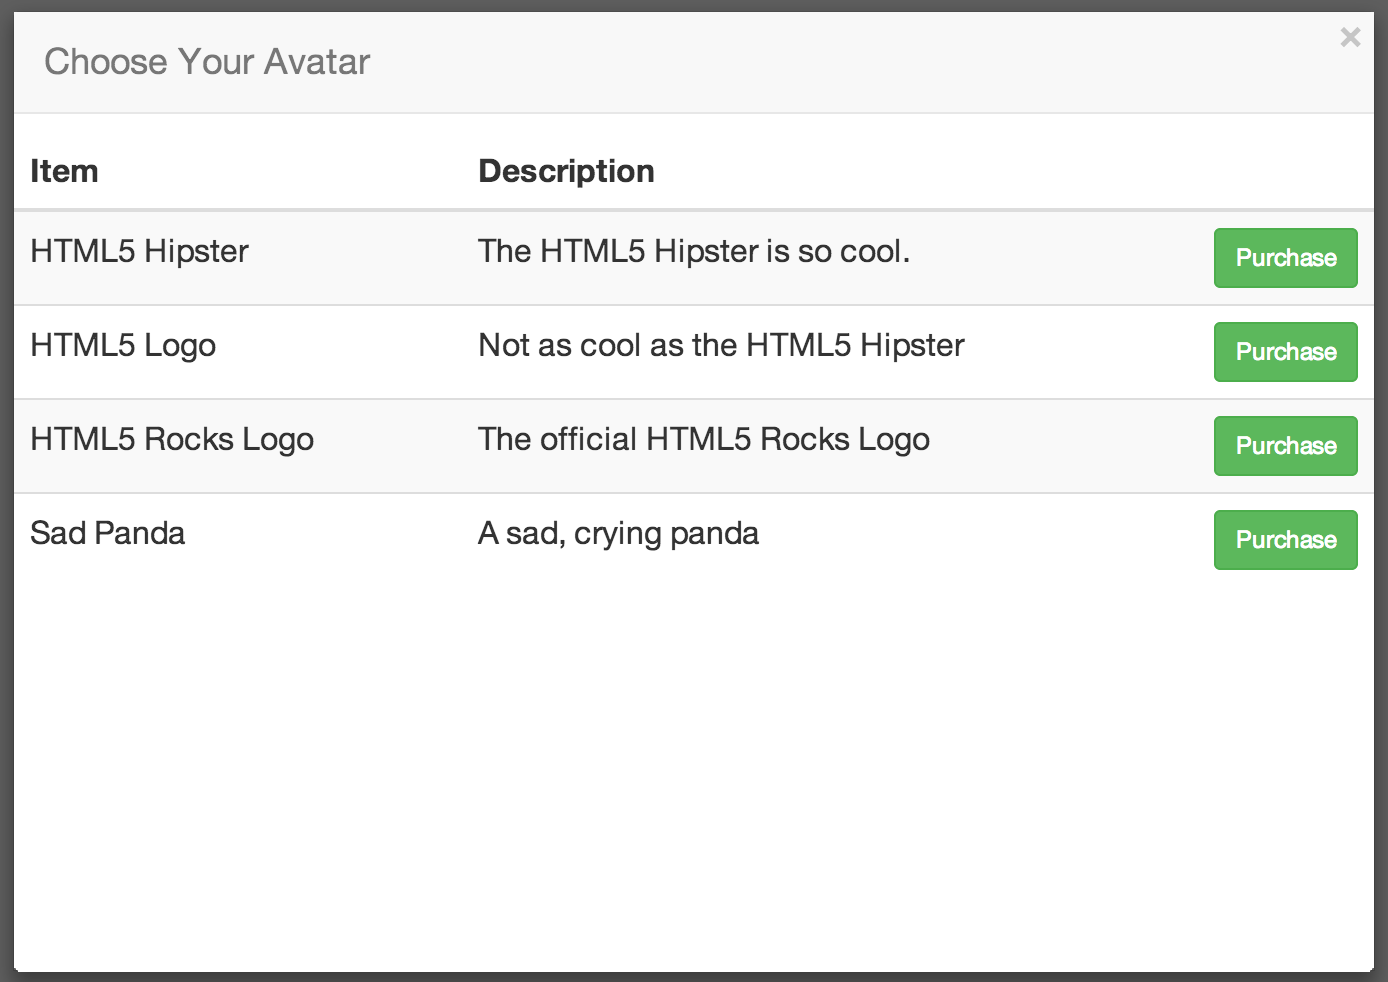 Choose Your Avatar
×
Item Description
HTML5 Hipster The HTML5 Hipster is so cool. Purchase
HTML5 Logo Not as cool as the HTML5 Hipster Purchase
HTML5 Rocks Logo The official HTML5 Rocks Logo Purchase
Sad Panda A sad, crying panda Purchase